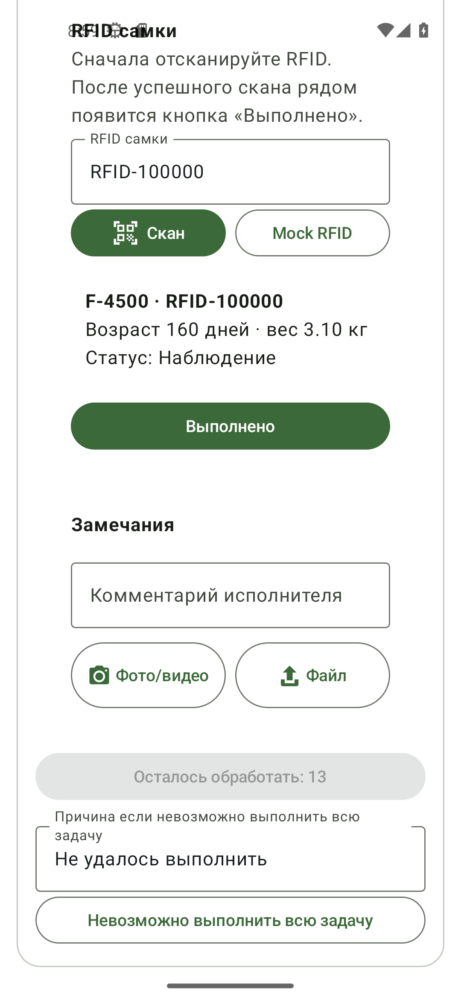 8:59
RFID самки
Сначала отсканируйте RFID.
После успешного скана рядом
появится кнопка «Выполнено».
RFID самки
RFID-100000
Скан
Mock RFID
F-4500 · RFID-100000
Возраст 160 дней · вес 3.10 кг
Статус: Наблюдение
Выполнено
Замечания
Комментарий исполнителя
Фото/видео
Файл
Осталось обработать: 13
Причина если невозможно выполнить всю
задачу
Не удалось выполнить
Невозможно выполнить всю задачу